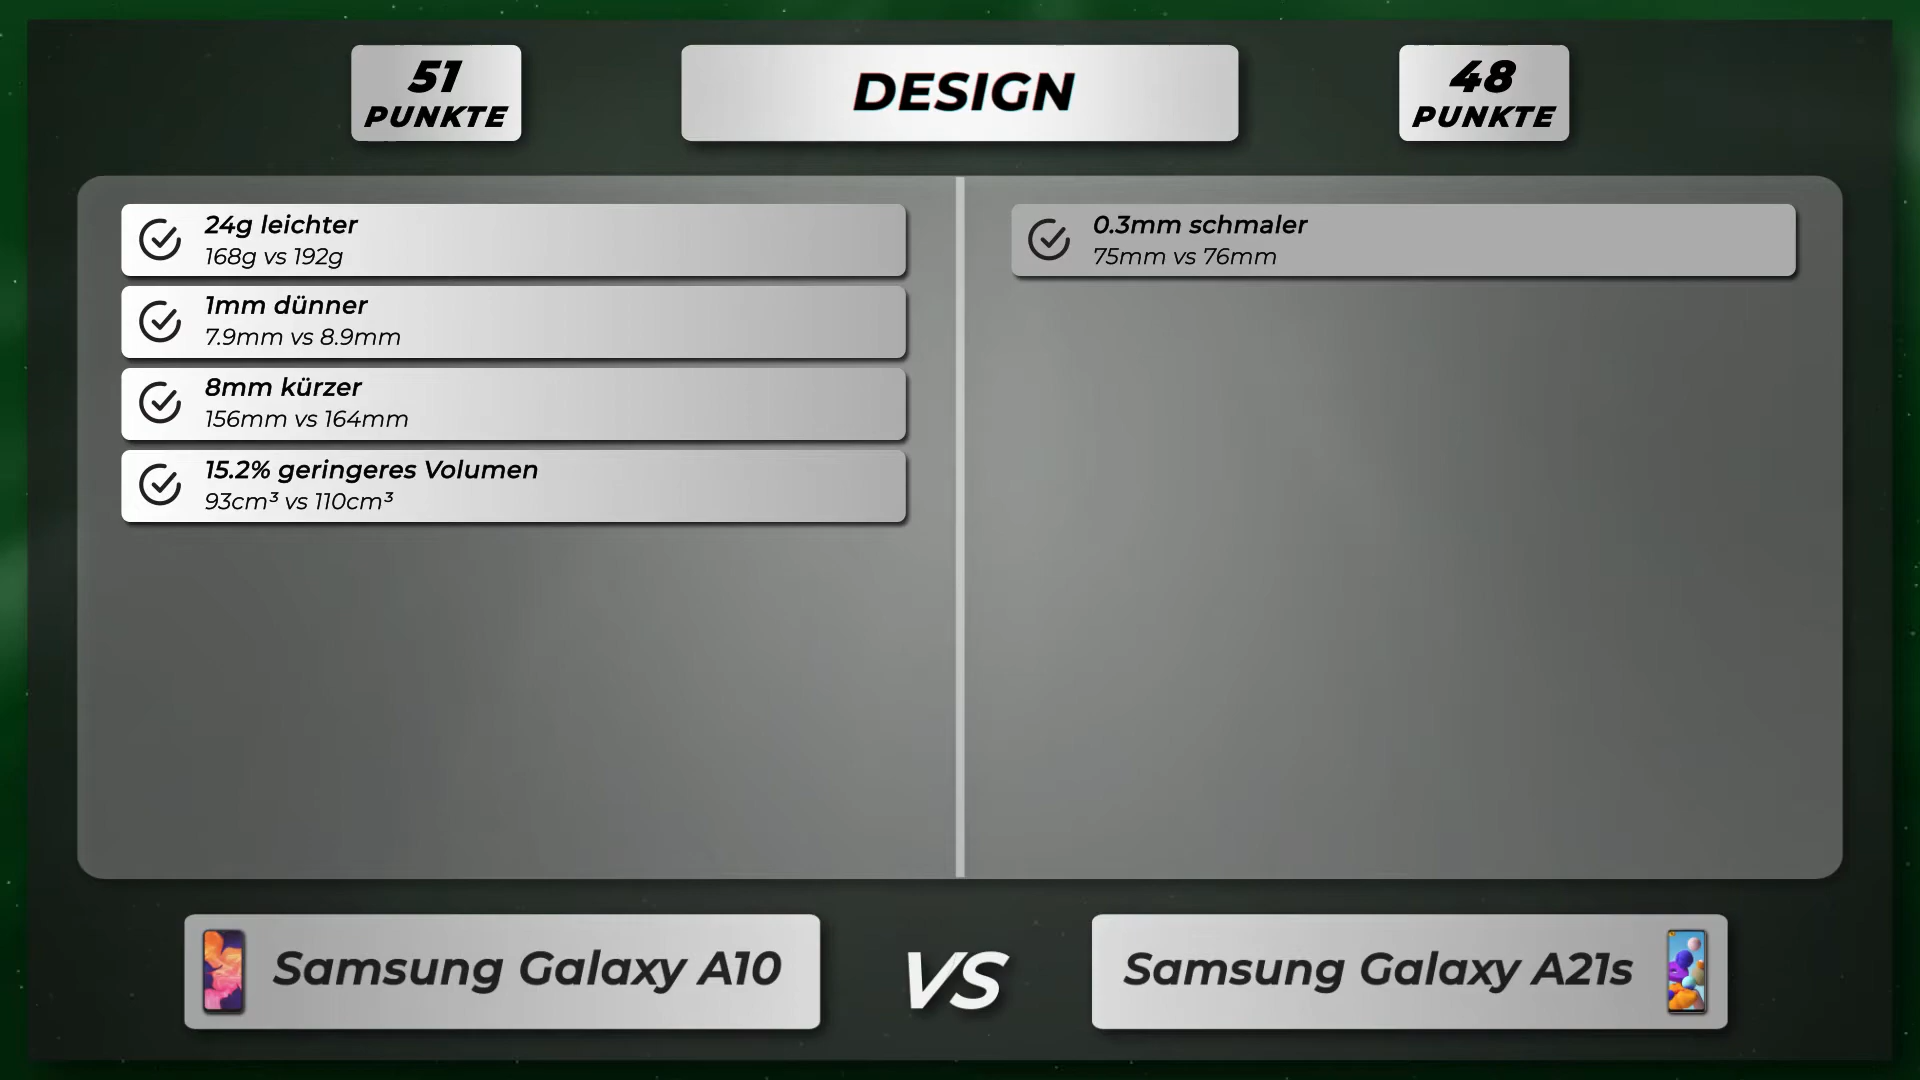 51
PUNKTE
DESIGN
48
PUNKTE
24g leichter
168g vs 192g
1mm dünner
7.9mm vs 8.9mm
8mm kürzer
156mm vs 164mm
15.2% geringeres Volumen
93cm³ vs 110cm³
0.3mm schmaler
75mm vs 76mm
Samsung Galaxy A10
VS
Samsung Galaxy A21s